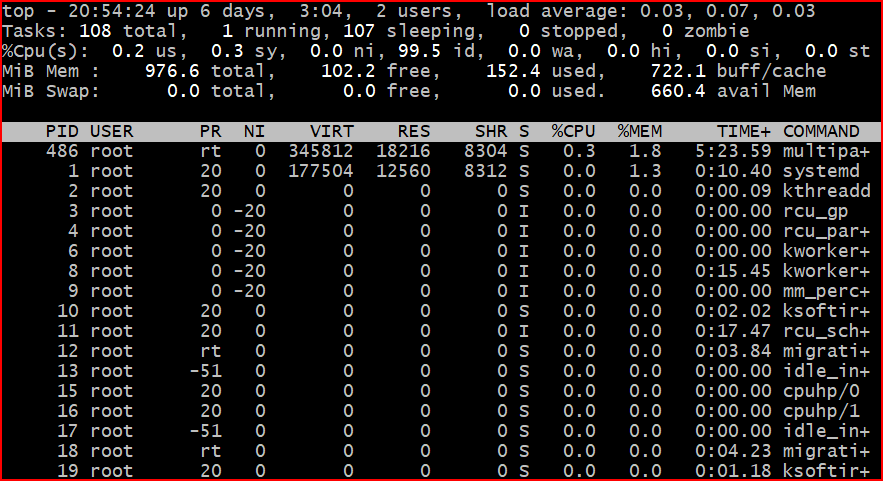 top - 20:54:24 up 6 days,  3:04,  2 users,  load average: 0.03, 0.07, 0.03
Tasks: 108 total,   1 running, 107 sleeping,   0 stopped,   0 zombie
%Cpu(s):  0.2 us,  0.3 sy,  0.0 ni, 99.5 id,  0.0 wa,  0.0 hi,  0.0 si,  0.0 st
MiB Mem :    976.6 total,    102.2 free,    152.4 used,    722.1 buff/cache
MiB Swap:      0.0 total,      0.0 free,      0.0 used.    660.4 avail Mem
    PID USER      PR  NI    VIRT    RES    SHR S  %CPU  %MEM     TIME+ COMMAND
    486 root      rt   0  345812  18216   8304 S   0.3   1.8   5:23.59 multipa+
      1 root      20   0  177504  12560   8312 S   0.0   1.3   0:10.40 systemd
      2 root      20   0       0      0      0 S   0.0   0.0   0:00.09 kthreadd
      3 root       0 -20       0      0      0 I   0.0   0.0   0:00.00 rcu_gp
      4 root       0 -20       0      0      0 I   0.0   0.0   0:00.00 rcu_par+
      6 root       0 -20       0      0      0 I   0.0   0.0   0:00.00 kworker+
      8 root       0 -20       0      0      0 I   0.0   0.0   0:15.45 kworker+
      9 root       0 -20       0      0      0 I   0.0   0.0   0:00.00 mm_perc+
     10 root      20   0       0      0      0 S   0.0   0.0   0:02.02 ksoftir+
     11 root      20   0       0      0      0 I   0.0   0.0   0:17.47 rcu_sch+
     12 root      rt   0       0      0      0 S   0.0   0.0   0:03.84 migrati+
     13 root     -51   0       0      0      0 S   0.0   0.0   0:00.00 idle_in+
     15 root      20   0       0      0      0 S   0.0   0.0   0:00.00 cpuhp/0
     16 root      20   0       0      0      0 S   0.0   0.0   0:00.00 cpuhp/1
     17 root     -51   0       0      0      0 S   0.0   0.0   0:00.00 idle_in+
     18 root      rt   0       0      0      0 S   0.0   0.0   0:04.23 migrati+
     19 root      20   0       0      0      0 S   0.0   0.0   0:01.18 ksoftir+